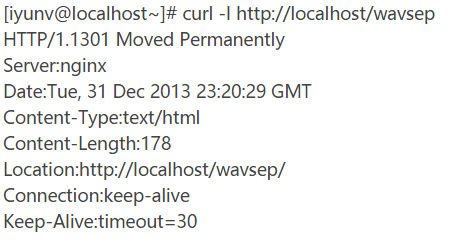 [iyunv@localhost~]# curl -I http://localhost/wavsep
HTTP/1.1301 Moved Permanently
Server:nginx
Date:Tue, 31 Dec 2013 23:20:29 GMT
Content-Type:text/html
Content-Length:178
Location:http://localhost/wavsep/
Connection:keep-alive
Keep-Alive:timeout=30